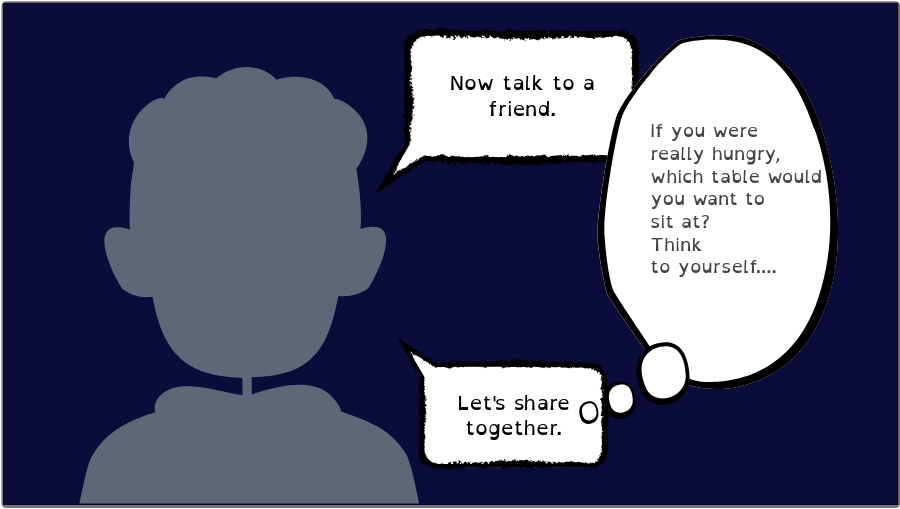 Now talk to a
friend.
If you were
really hungry,
which table would
you want to
sit at?
Think
to yourself....
Let's share
together.